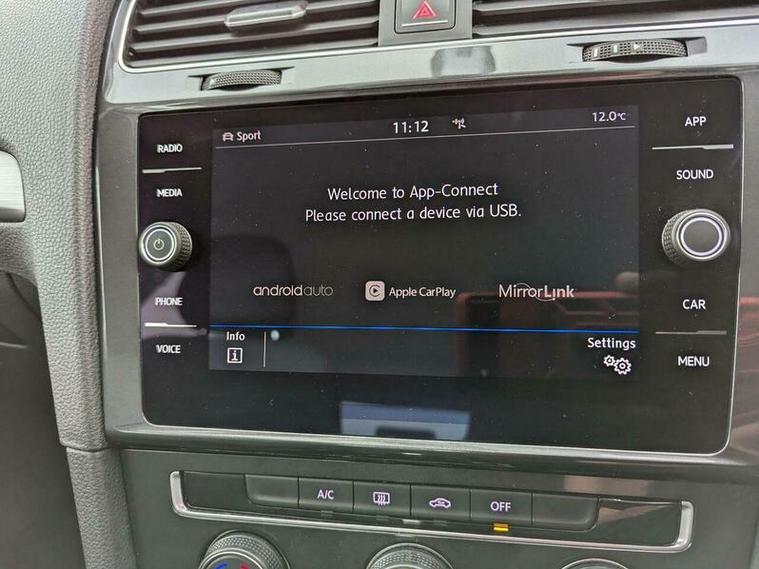 RADIO
MEDIA
PHONE
VOICE
Sport
11:12
12.0°C
Welcome to App-Connect
Please connect a device via USB.
androidauto
Apple CarPlay
MirrorLink
Info
Settings
APP
SOUND
CAR
MENU
A/C
OFF